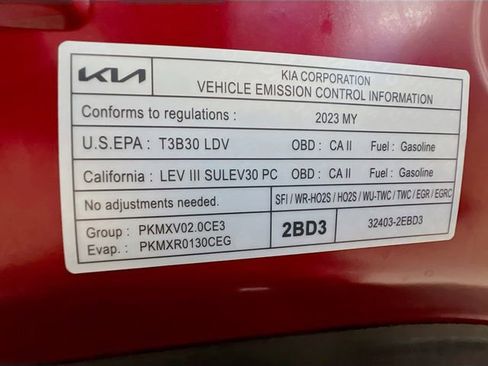 KIA
KIA CORPORATION
VEHICLE EMISSION CONTROL INFORMATION
Conforms to regulations : 2023 MY
U.S.EPA : T3B30 LDV OBD : CA II Fuel : Gasoline
California : LEV III SULEV30 PC OBD : CA II Fuel : Gasoline
No adjustments needed. SFI / WR-HO2S / HO2S / WU-TWC / TWC / EGR / EGRC
Group : PKMXV02.0CE3
Evap. : PKMXR0130CEG
2BD3
32403-2EBD3